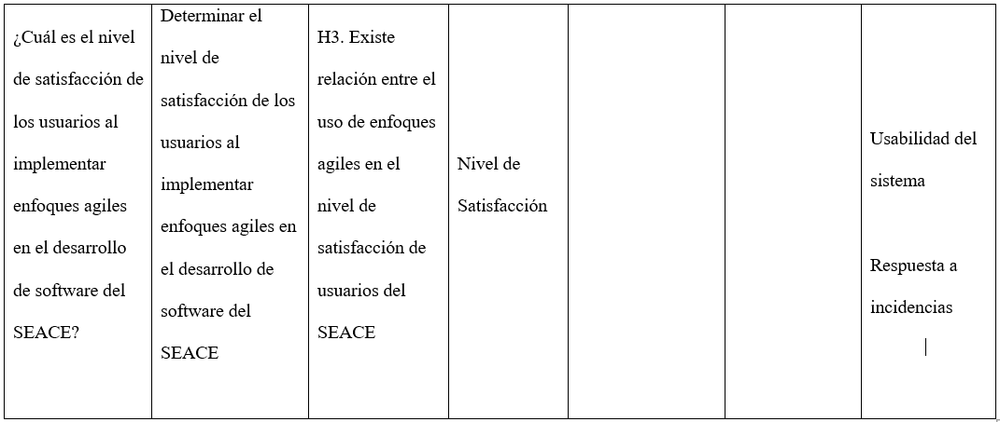 ¿Cuál es el nivel
de satisfacción de
los usuarios al
implementar
enfoques agiles
en el desarrollo
de software del
SEACE?
Determinar el
nivel de
satisfacción de los
usuarios al
implementar
enfoques agiles en
el desarrollo de
software del
SEACE
H3. Existe
relación entre el
uso de enfoques
agiles en el
nivel de
satisfacción de
usuarios del
SEACE
Nivel de
Satisfacción
Usabilidad del
sistema
Respuesta a
incidencias